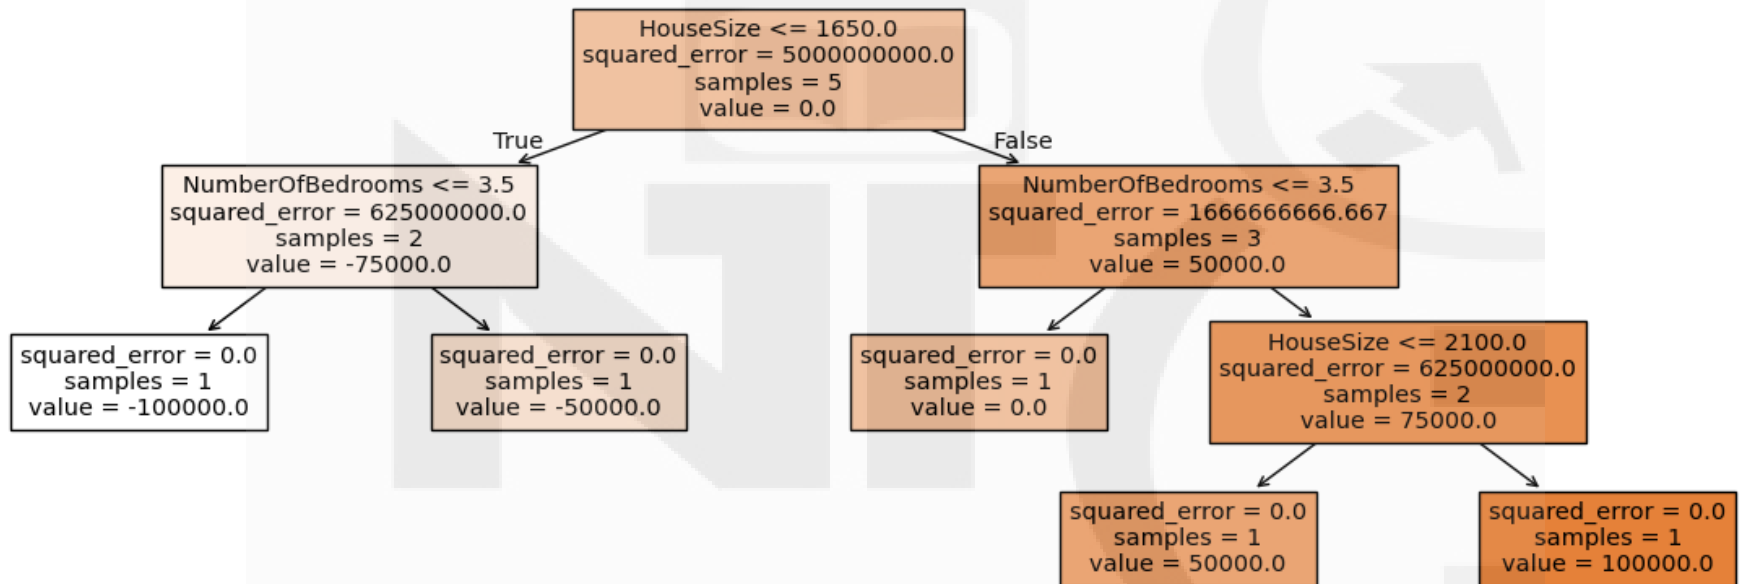 HouseSize <= 1650.0
squared_error = 5000000000.0
samples = 5
value = 0.0
True
False
NumberOfBedrooms <= 3.5
squared_error = 625000000.0
samples = 2
value = -75000.0
NumberOfBedrooms <= 3.5
squared_error = 1666666666.667
samples = 3
value = 50000.0
squared_error = 0.0
samples = 1
value = -100000.0
squared_error = 0.0
samples = 1
value = -50000.0
squared_error = 0.0
samples = 1
value = 0.0
HouseSize <= 2100.0
squared_error = 625000000.0
samples = 2
value = 75000.0
squared_error = 0.0
samples = 1
value = 50000.0
squared_error = 0.0
samples = 1
value = 100000.0